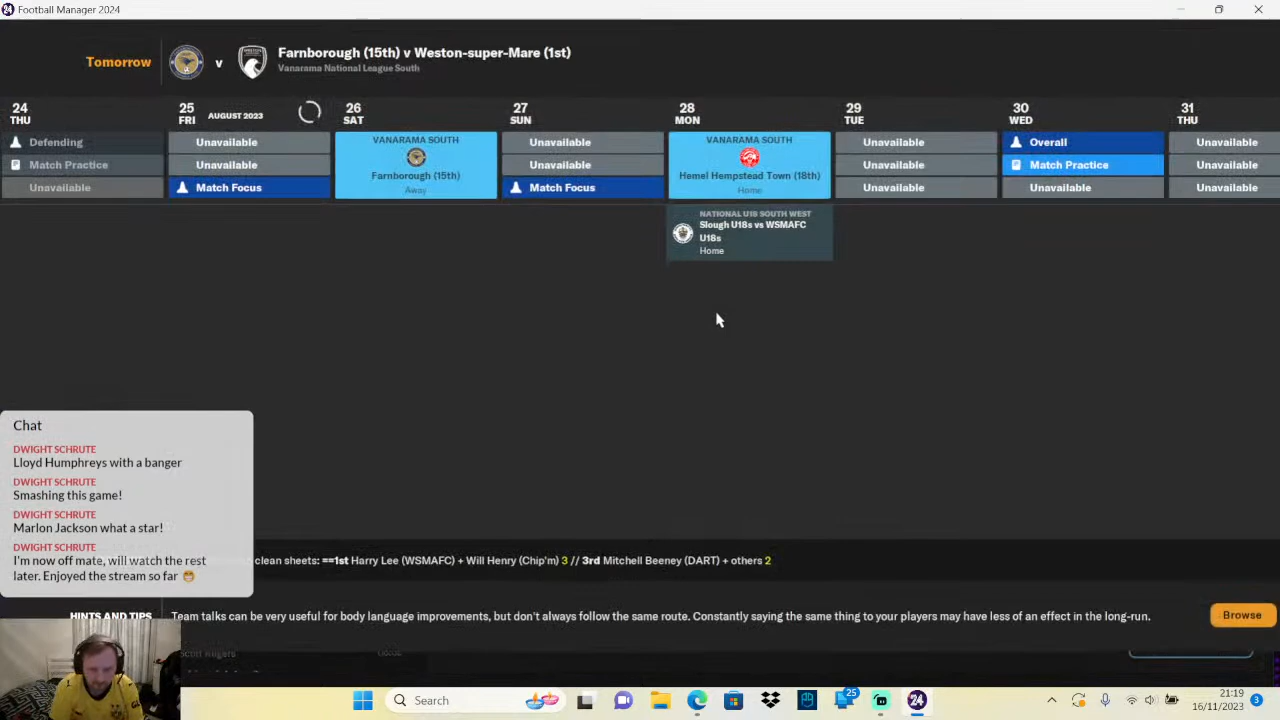 Football Manager 2024
Tomorrow
v
Farnborough (15th) v Weston-super-Mare (1st)
Vanarama National League South
24
THU
25
FRI
AUGUST 2023
26
SAT
27
SUN
28
MON
29
TUE
30
WED
31
THU
Defending
Match Practice
Unavailable
Unavailable
Unavailable
Match Focus
VANARAMA SOUTH
Farnborough (15th)
Away
Unavailable
Unavailable
Match Focus
VANARAMA SOUTH
Hemel Hempstead Town (18th)
Home
Unavailable
Unavailable
Unavailable
Overall
Match Practice
Unavailable
Unavailable
Unavailable
Unavailable
NATIONAL U18 SOUTH WEST
Slough U18s vs WSMAFC
U18s
Home
Chat
DWIGHT SCHRUTE
Lloyd Humphreys with a banger
DWIGHT SCHRUTE
Smashing this game!
DWIGHT SCHRUTE
Marlon Jackson what a star!
DWIGHT SCHRUTE
I'm now off mate, will watch the rest
later. Enjoyed the stream so far 😁
clean sheets: ==1st Harry Lee (WSMAFC) + Will Henry (Chip'm) 3 // 3rd Mitchell Beeney (DART) + others 2
HINTS AND TIPS
Team talks can be very useful for body language improvements, but don't always follow the same route. Constantly saying the same thing to your players may have less of an effect in the long-run.
Browse
Scott Rogers
Search
25
24
21:19
16/11/2023
3